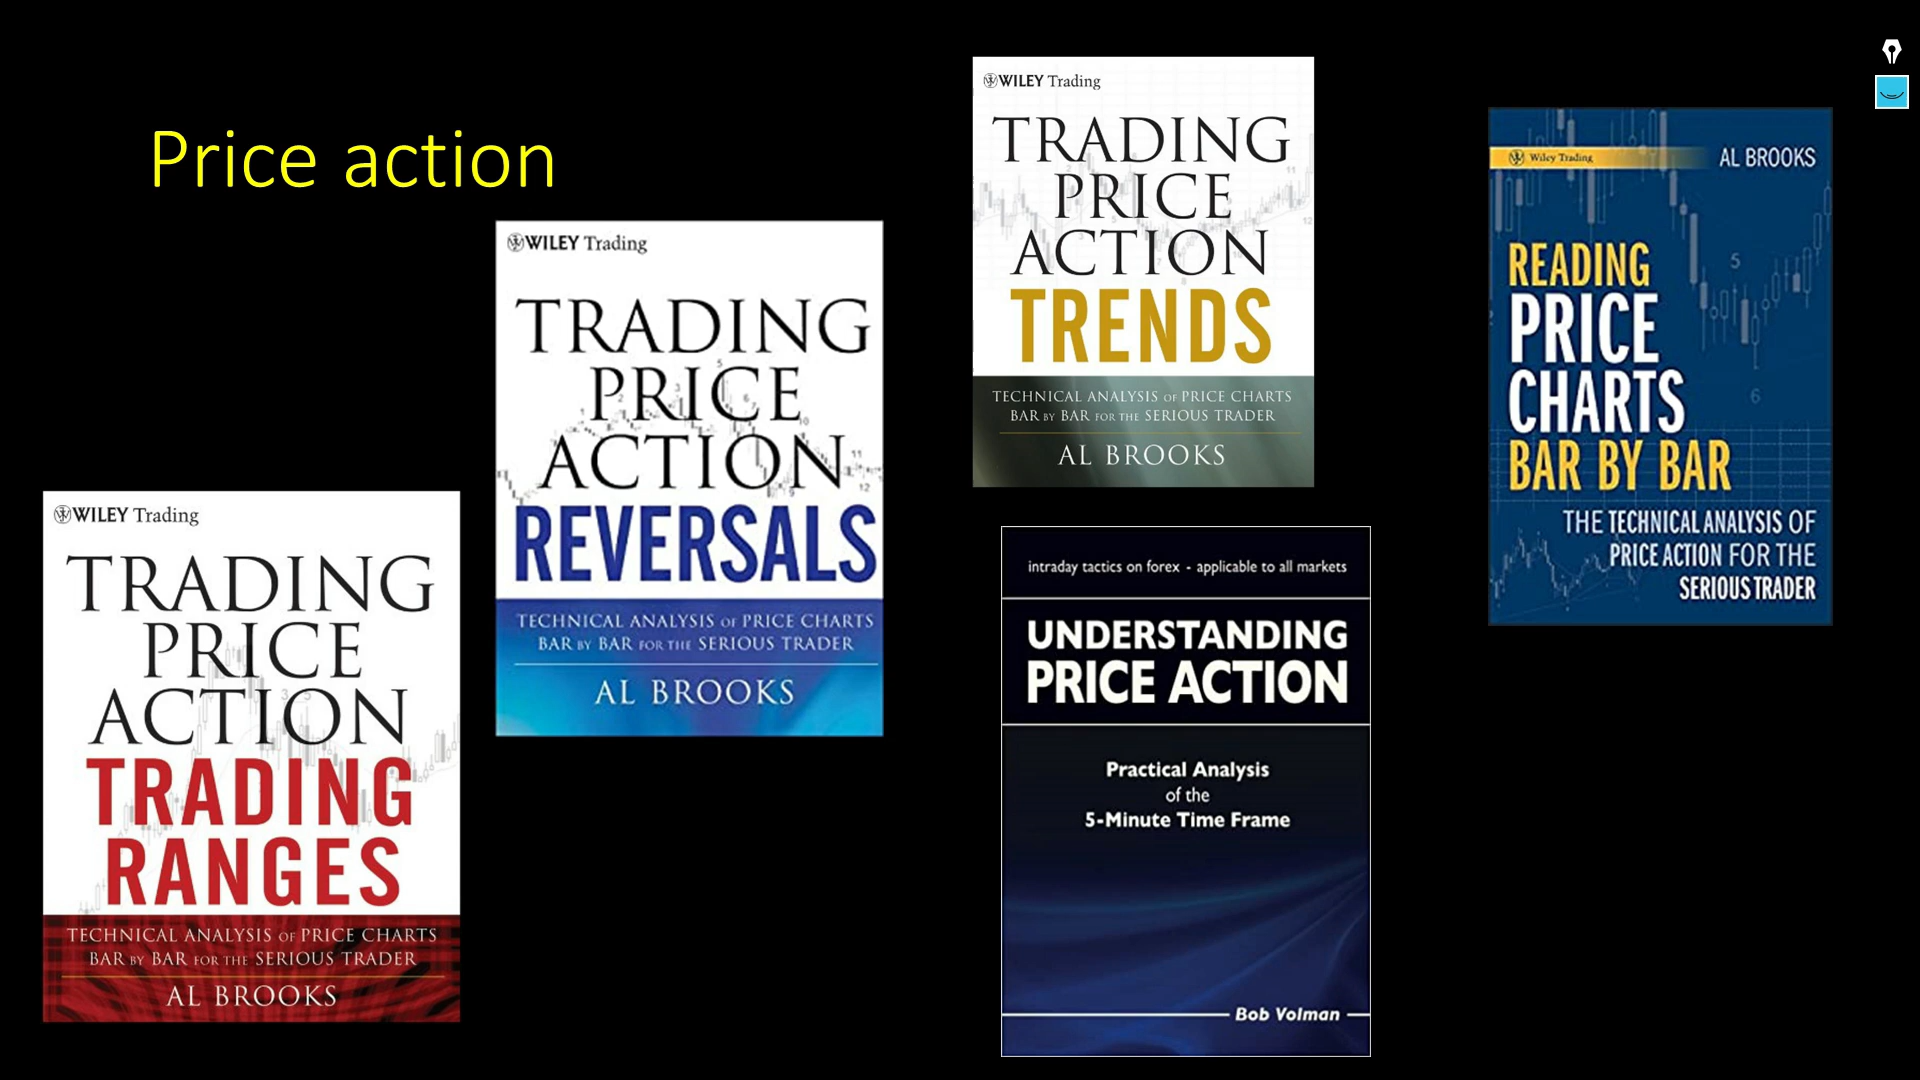 Price action
WILEY Trading
TRADING
PRICE
ACTION
TRADING
RANGES
TECHNICAL ANALYSIS OF PRICE CHARTS
BAR BY BAR FOR THE SERIOUS TRADER
AL BROOKS
WILEY Trading
TRADING
PRICE
ACTION
REVERSALS
TECHNICAL ANALYSIS OF PRICE CHARTS
BAR BY BAR FOR THE SERIOUS TRADER
AL BROOKS
WILEY Trading
TRADING
PRICE
ACTION
TRENDS
TECHNICAL ANALYSIS OF PRICE CHARTS
BAR BY BAR FOR THE SERIOUS TRADER
AL BROOKS
intraday tactics on forex - applicable to all markets
UNDERSTANDING
PRICE ACTION
Practical Analysis
of the
5-Minute Time Frame
Bob Volman
Wiley Trading
AL BROOKS
READING
PRICE
CHARTS
BAR BY BAR
5
6
THE TECHNICAL ANALYSIS OF
PRICE ACTION FOR THE
SERIOUS TRADER